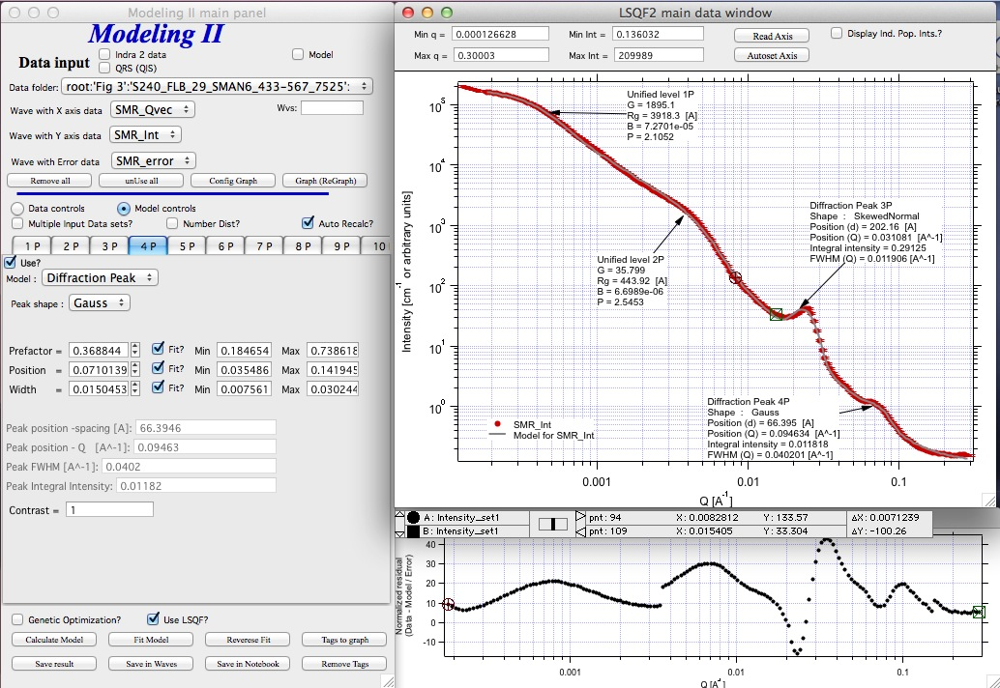 Modeling II main panel
Modeling II
Data input
Indra 2 data
QRS (QIS)
Model
Data folder: root:'Fig 3':'S240_FLB_29_SMAN6_433-567_7525':
Wave with X axis data SMR_Qvec
Wvs:
Wave with Y axis data SMR_Int
Wave with Error data SMR_error
Remove all unUse all Config Graph Graph (ReGraph)
Data controls Model controls
Multiple Input Data sets? Number Dist? Auto Recalc?
1 P 2 P 3 P 4 P 5 P 6 P 7 P 8 P 9 P 10
Use?
Model : Diffraction Peak
Peak shape : Gauss
Prefactor = 0.368844 Fit? Min 0.184654 Max 0.738618
Position = 0.0710139 Fit? Min 0.035486 Max 0.141945
Width = 0.0150453 Fit? Min 0.007561 Max 0.030244
Peak position -spacing [A]: 66.3946
Peak position - Q [A^-1]: 0.09463
Peak FWHM [A^-1]: 0.0402
Peak Integral Intensity: 0.01182
Contrast = 1
Genetic Optimization? Use LSQF?
Calculate Model Fit Model Reverese Fit Tags to graph
Save result Save in Waves Save in Notebook Remove Tags
LSQF2 main data window
Min q = 0.000126628 Min Int = 0.136032 Read Axis Display Ind. Pop. Ints.?
Max q = 0.30003 Max Int = 209989 Autoset Axis
Intensity [cm^-1 or arbitrary units]
10^5
10^4
10^3
10^2
10^1
10^0
Unified level 1P
G = 1895.1
Rg = 3918.3 [A]
B = 7.2701e-05
P = 2.1052
Unified level 2P
G = 35.799
Rg = 443.92 [A]
B = 6.6989e-06
P = 2.5453
Diffraction Peak 3P
Shape : SkewedNormal
Position (d) = 202.16 [A]
Position (Q) = 0.031081 [A^-1]
Integral intensity = 0.29125
FWHM (Q) = 0.011906 [A^-1]
Diffraction Peak 4P
Shape : Gauss
Position (d) = 66.395 [A]
Position (Q) = 0.094634 [A^-1]
Integral intensity = 0.011818
FWHM (Q) = 0.040201 [A^-1]
SMR_Int
Model for SMR_Int
0.001 0.01 0.1
Q [A^-1]
A: Intensity_set1 pnt: 94 X: 0.0082812 Y: 133.57 ΔX: 0.0071239
B: Intensity_set1 pnt: 109 X: 0.015405 Y: 33.304 ΔY: -100.26
Normalized residual
(Data - Model / Error)
40
30
20
10
0
-10
0.001 0.01 0.1
Q [A^-1]